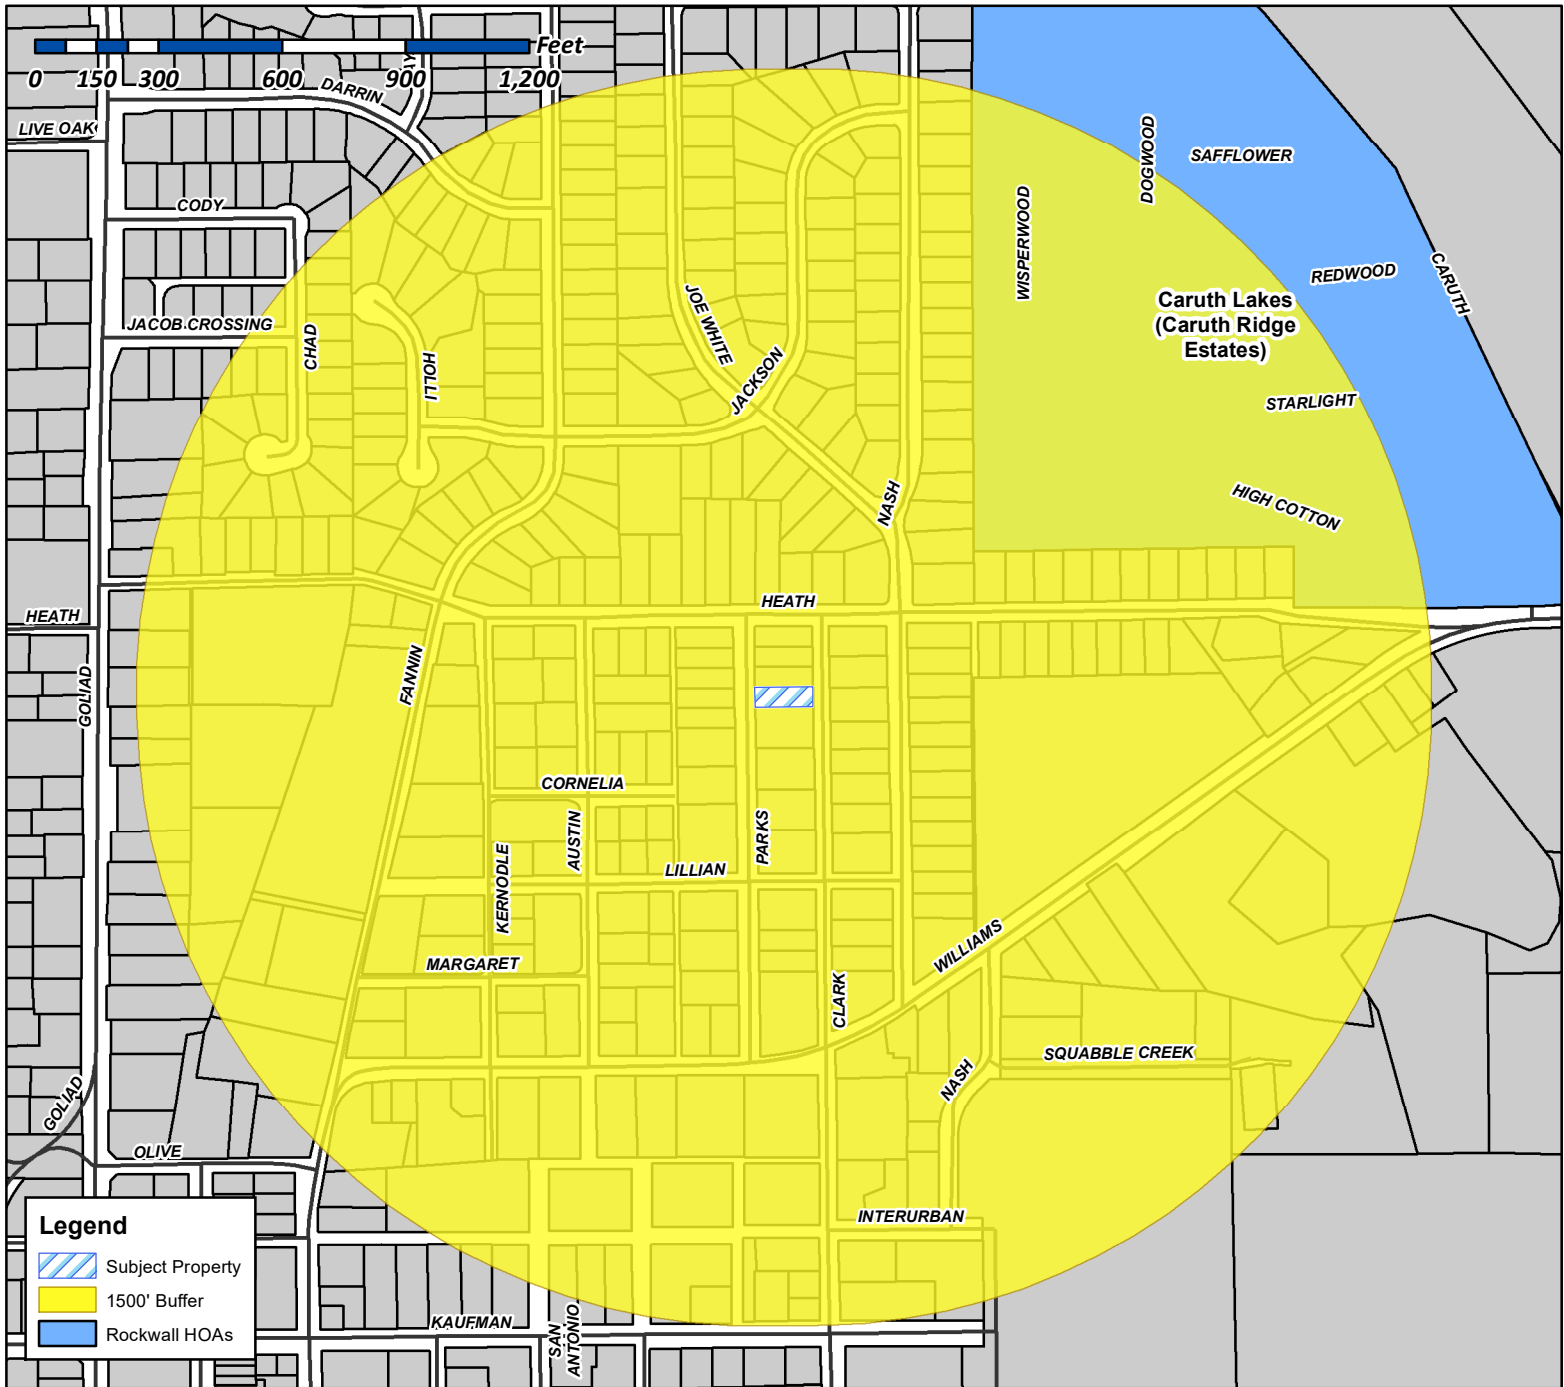 Feet
0 150 300 600 900 1,200
DARRIN
AY
LIVE OAK
CODY
JACOB CROSSING
CHAD
HOLLI
JOE WHITE
JACKSON
NASH
WISPERWOOD
DOGWOOD
SAFFLOWER
REDWOOD
CARUTH
Caruth Lakes
(Caruth Ridge
Estates)
STARLIGHT
HIGH COTTON
HEATH
HEATH
GOLIAD
FANNIN
CORNELIA
AUSTIN
PARKS
KERNODLE
LILLIAN
MARGARET
WILLIAMS
CLARK
SQUABBLE CREEK
NASH
GOLIAD
OLIVE
INTERURBAN
KAUFMAN
SAN
ANTONIO
Legend
Subject Property
1500' Buffer
Rockwall HOAs